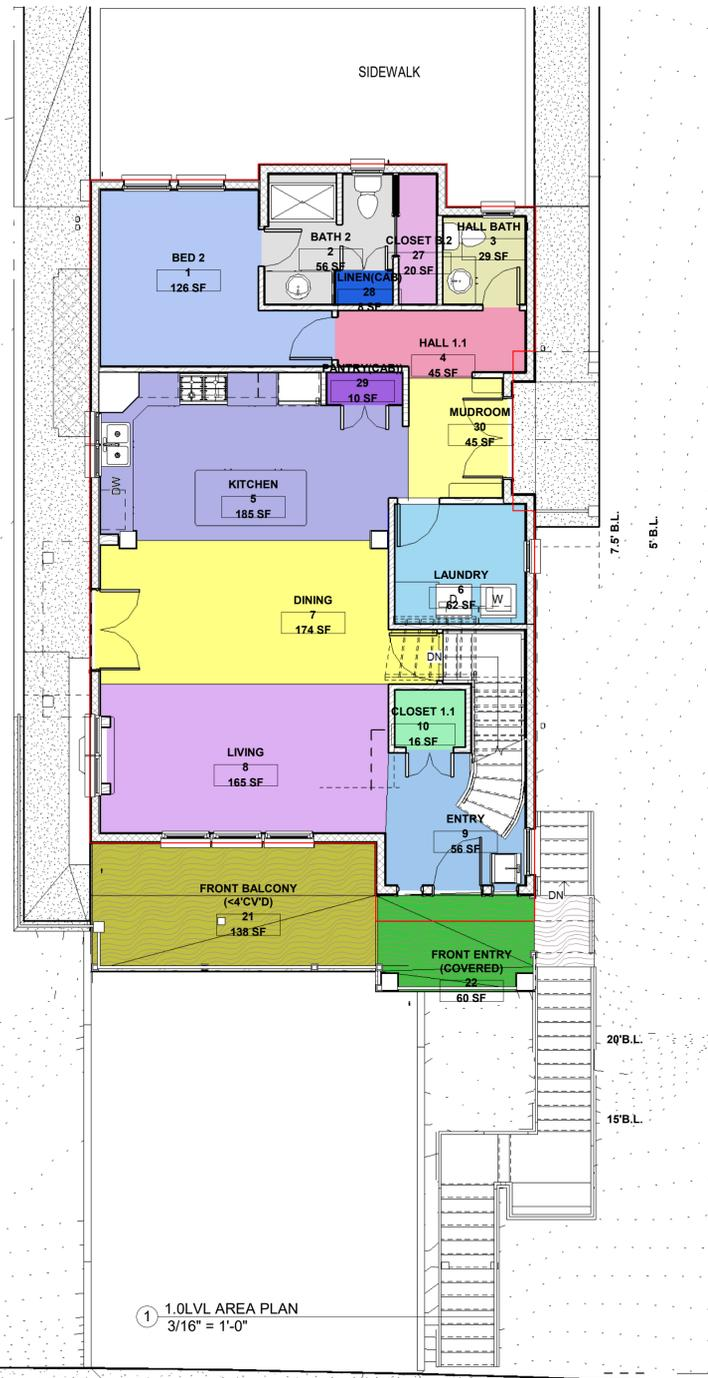 SIDEWALK
BED 2
1
126 SF
BATH 2
2
56 SF
CLOSET B.2
27
20 SF
HALL BATH 1
3
29 SF
LINEN(CAB)
28
8 SF
HALL 1.1
4
45 SF
PANTRY(CAB)
29
10 SF
MUDROOM
30
45 SF
KITCHEN
5
185 SF
DW
7.5' B.L.
5' B.L.
LAUNDRY
6
62 SF
D
W
DINING
7
174 SF
DN
CLOSET 1.1
10
16 SF
LIVING
8
165 SF
ENTRY
9
56 SF
DN
FRONT BALCONY
(<4'CV'D)
21
138 SF
FRONT ENTRY
(COVERED)
22
60 SF
20'B.L.
15'B.L.
1
1.0LVL AREA PLAN
3/16" = 1'-0"